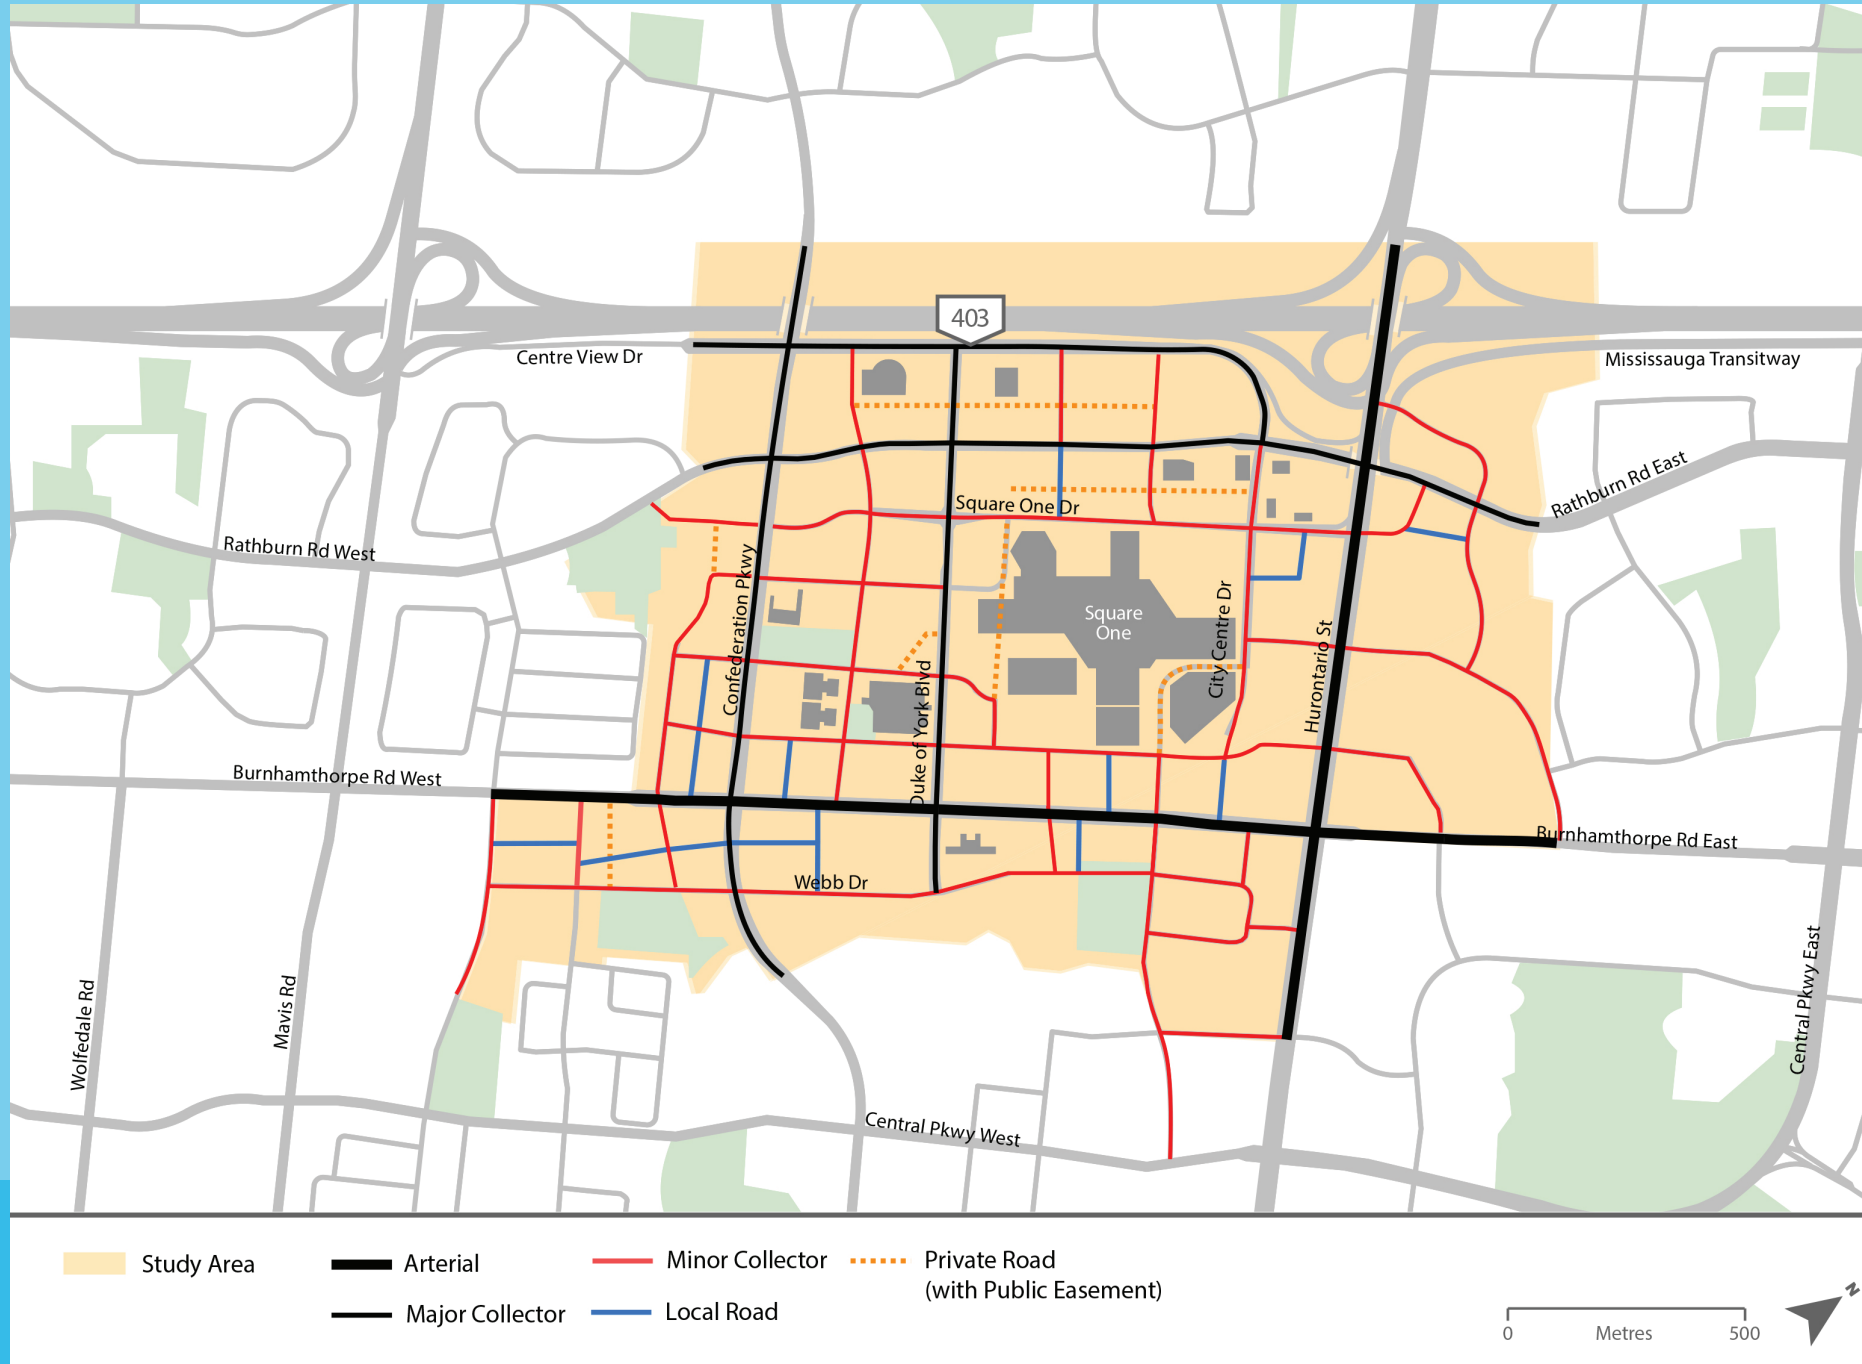 403
Centre View Dr
Mississauga Transitway
Rathburn Rd East
Square One Dr
Rathburn Rd West
Confederation Pkwy
Square
One
City Centre Dr
Hurontario St
Duke of York Blvd
Burnhamthorpe Rd West
Burnhamthorpe Rd East
Webb Dr
Wolfedale Rd
Mavis Rd
Central Pkwy East
Central Pkwy West
Study Area
Arterial
Minor Collector
Private Road
(with Public Easement)
Major Collector
Local Road
N
0 Metres 500